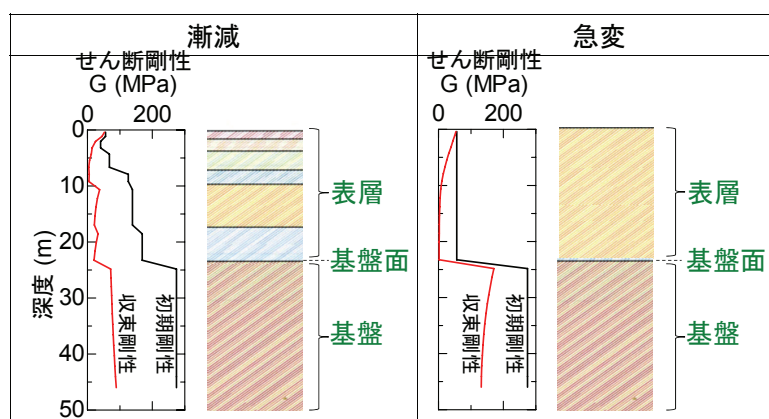 漸減
せん断剛性
G (MPa)
0 200
0
10
20
30
40
50
深度 (m)
収束剛性
初期剛性
表層
基盤面
基盤
急変
せん断剛性
G (MPa)
0 200
収束剛性
初期剛性
表層
基盤面
基盤